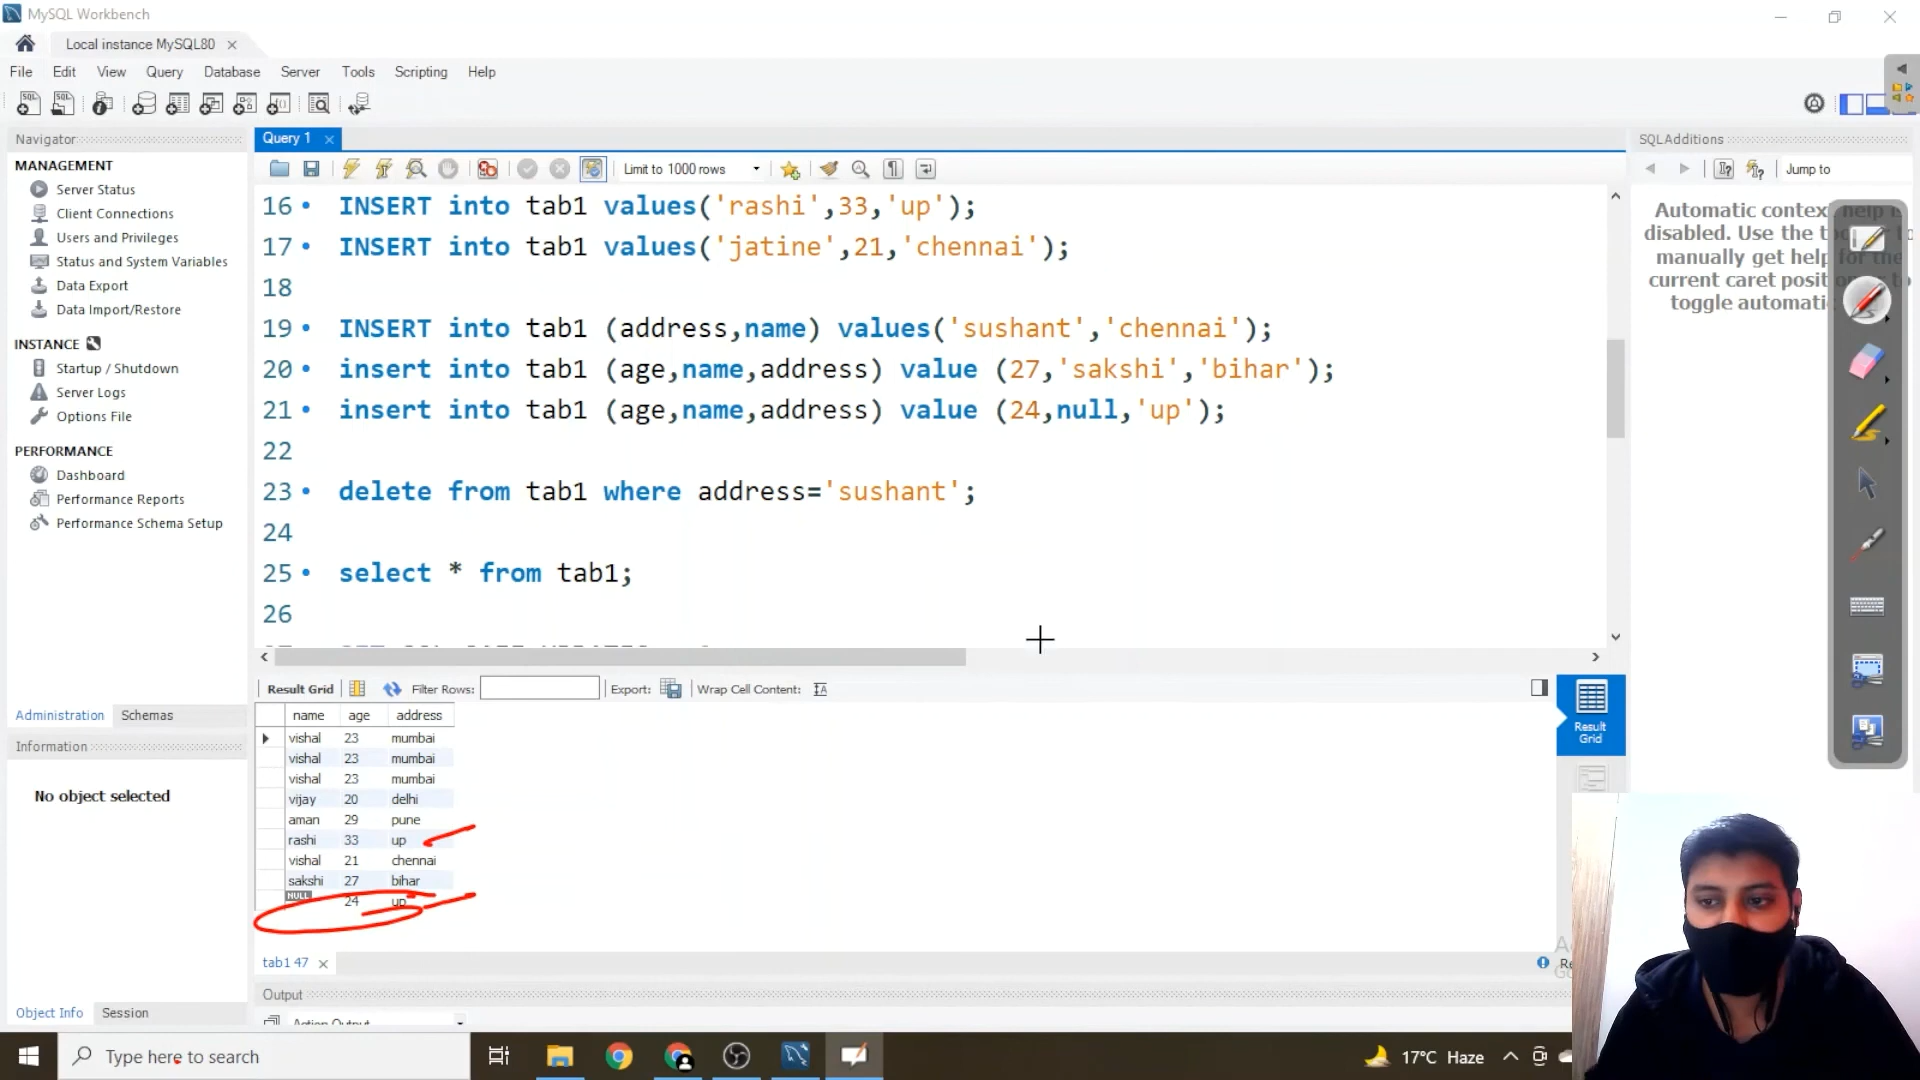 MySQL Workbench
Local instance MySQL80
File Edit View Query Database Server Tools Scripting Help
Navigator
MANAGEMENT
Server Status
Client Connections
Users and Privileges
Status and System Variables
Data Export
Data Import/Restore
INSTANCE
Startup / Shutdown
Server Logs
Options File
PERFORMANCE
Dashboard
Performance Reports
Performance Schema Setup
Administration Schemas
Information
No object selected
Object Info Session
Query 1
Limit to 1000 rows
16 INSERT into tab1 values('rashi',33,'up');
17 INSERT into tab1 values('jatine',21,'chennai');
18
19 INSERT into tab1 (address,name) values('sushant','chennai');
20 insert into tab1 (age,name,address) value (27,'sakshi','bihar');
21 insert into tab1 (age,name,address) value (24,null,'up');
22
23 delete from tab1 where address='sushant';
24
25 select * from tab1;
26
Result Grid Filter Rows: Export: Wrap Cell Content:
name age address
vishal 23 mumbai
vishal 23 mumbai
vishal 23 mumbai
vijay 20 delhi
aman 29 pune
rashi 33 up
vishal 21 chennai
sakshi 27 bihar
NULL 24 up
Result
Grid
tab1 47
Output
Action Output
SQLAdditions
Jump to
Automatic context help is
disabled. Use the
manually get help for the
current caret position
toggle
Type here to search
17°C Haze